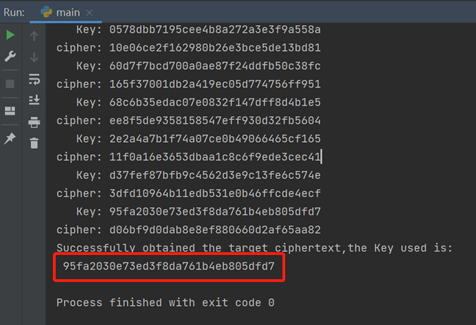 Run: main
Key: 0578dbb7195cee4b8a272a3e3f9a558a
cipher: 10e06ce2f162980b26e3bce5de13bd81
Key: 60d7f7bcd700a0ae87f24ddfb50c38fc
cipher: 165f37001db2a419ec05d774756ff951
Key: 68c6b35edac07e0832f147dff8d4b1e5
cipher: ee8f5de9358158547eff930d32fb5604
Key: 2e2a4a7b1f74a07ce0b49066465cf165
cipher: 11f0a16e3653dbaa1c8c6f9ede3cec41
Key: d37fef87bfb9c4562d3e9c13fe6c574e
cipher: 3dfd10964b11edb531e0b46ffcde4ecf
Key: 95fa2030e73ed3f8da761b4eb805dfd7
cipher: d06bf9d0dab8e8ef880660d2af65aa82
Successfully obtained the target ciphertext,the Key used is:
95fa2030e73ed3f8da761b4eb805dfd7
Process finished with exit code 0